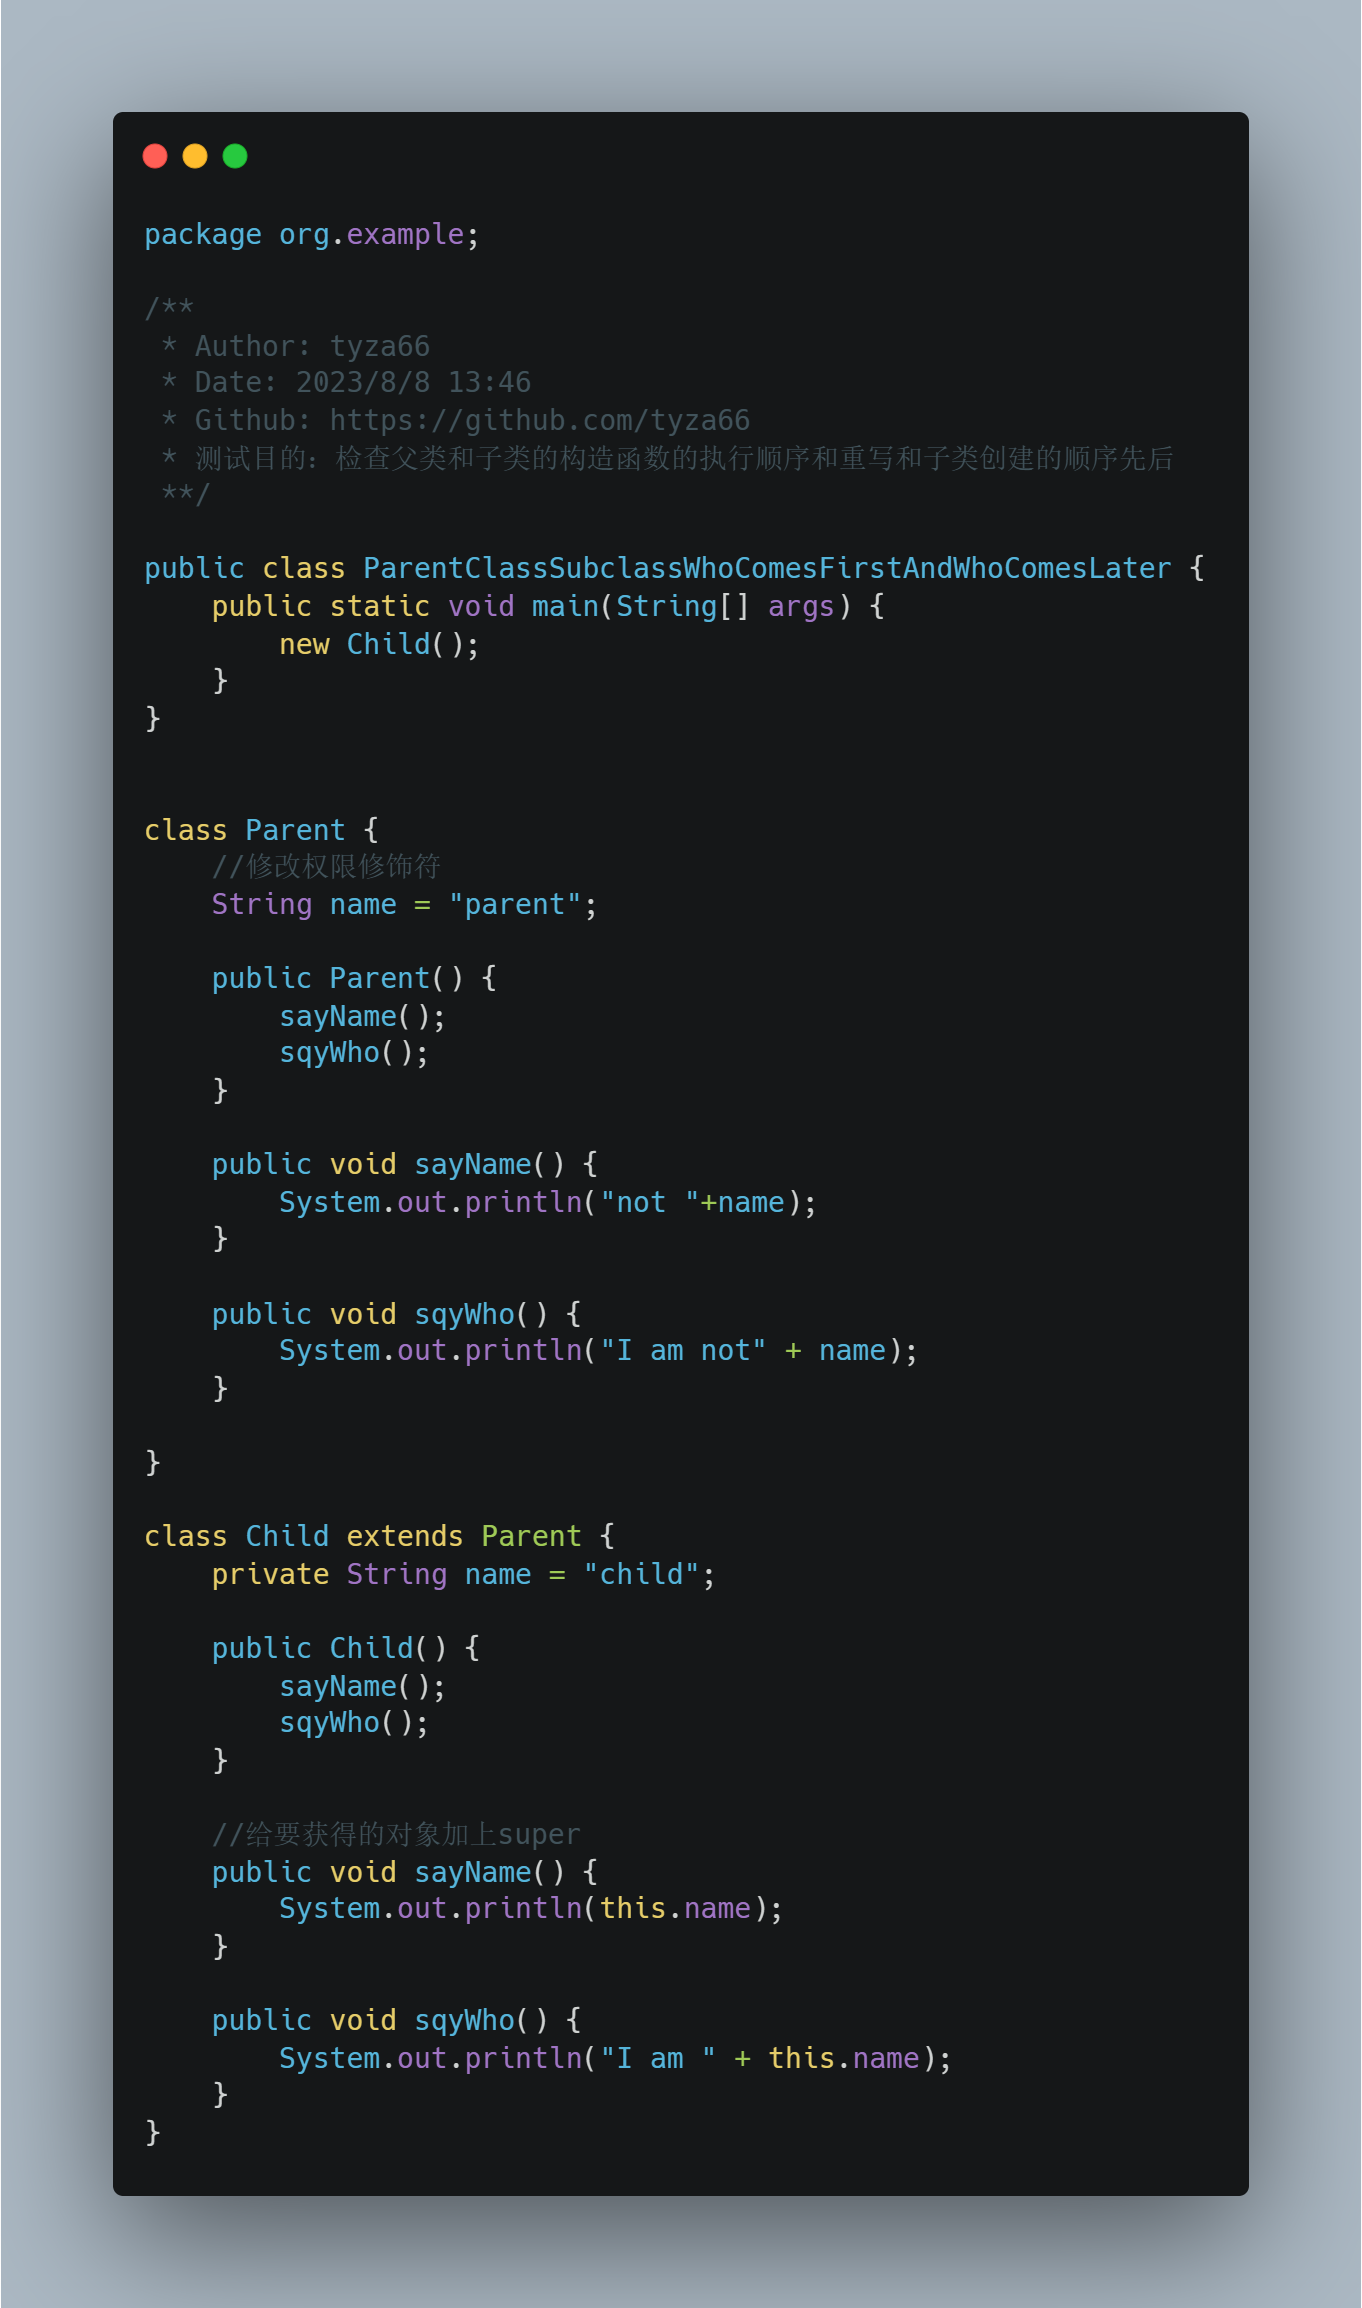 package org.example;
/**
 * Author: tyza66
 * Date: 2023/8/8 13:46
 * Github: https://github.com/tyza66
 * 测试目的：检查父类和子类的构造函数的执行顺序和重写和子类创建的顺序先后
 **/
public class ParentClassSubclassWhoComesFirstAndWhoComesLater {
    public static void main(String[] args) {
        new Child();
    }
}
class Parent {
    //修改权限修饰符
    String name = "parent";
    public Parent() {
        sayName();
        sqyWho();
    }
    public void sayName() {
        System.out.println("not "+name);
    }
    public void sqyWho() {
        System.out.println("I am not" + name);
    }
}
class Child extends Parent {
    private String name = "child";
    public Child() {
        sayName();
        sqyWho();
    }
    //给要获得的对象加上super
    public void sayName() {
        System.out.println(this.name);
    }
    public void sqyWho() {
        System.out.println("I am " + this.name);
    }
}